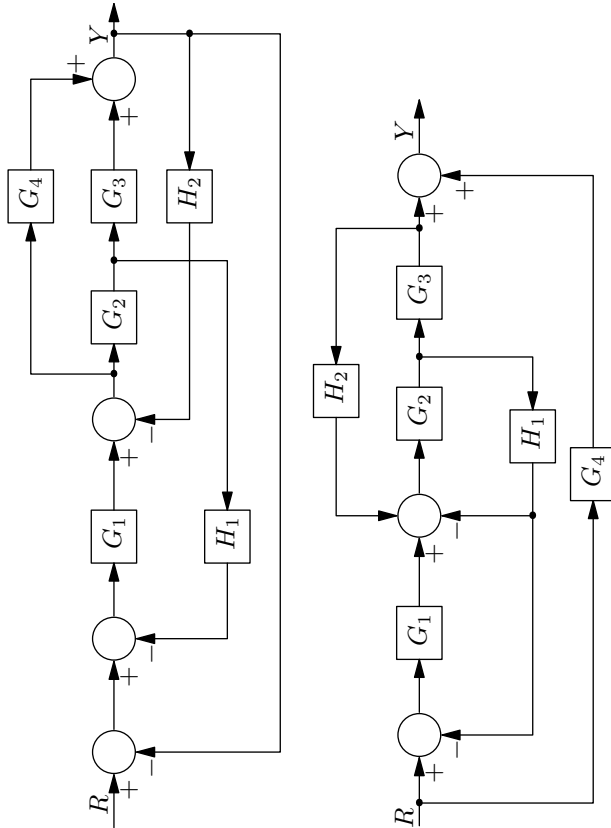 R
+
−
+
−
G₁
+
−
G₂
G₃
G₄
+
+
Y
H₂
H₁
R
+
−
G₁
+
−
G₂
G₃
+
+
Y
H₂
H₁
G₄